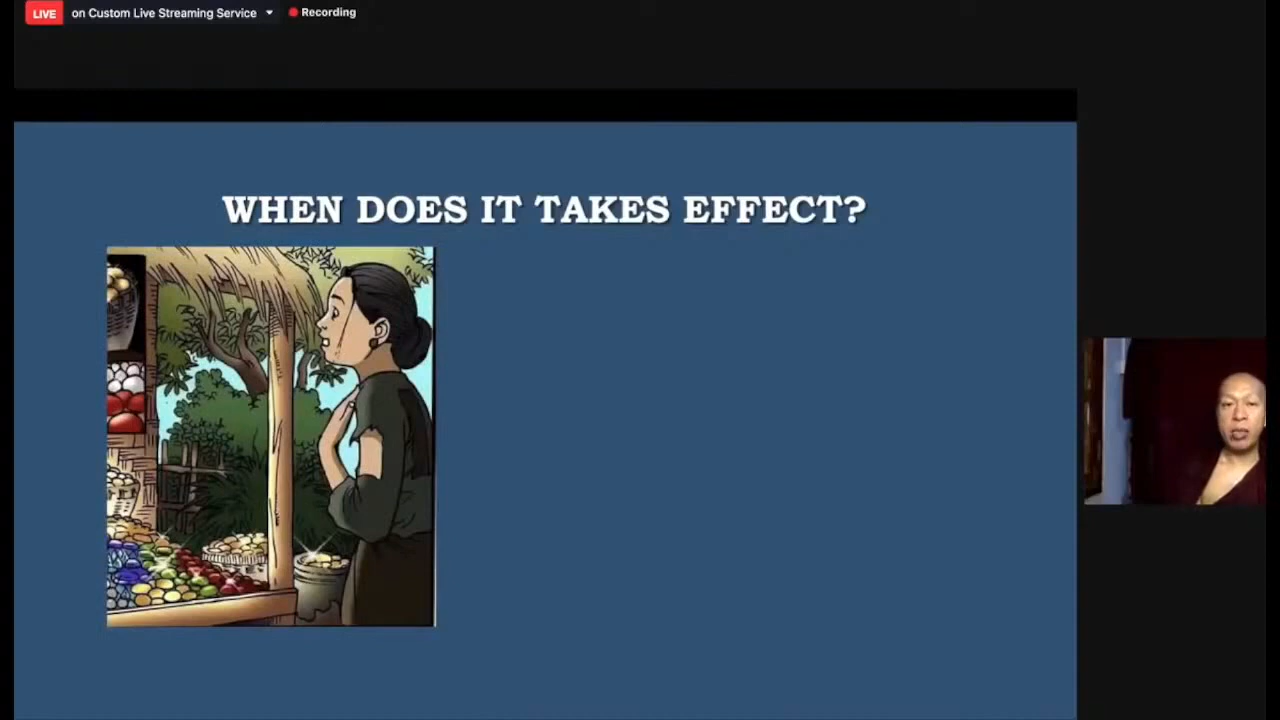 LIVE on Custom Live Streaming Service Recording
WHEN DOES IT TAKES EFFECT?